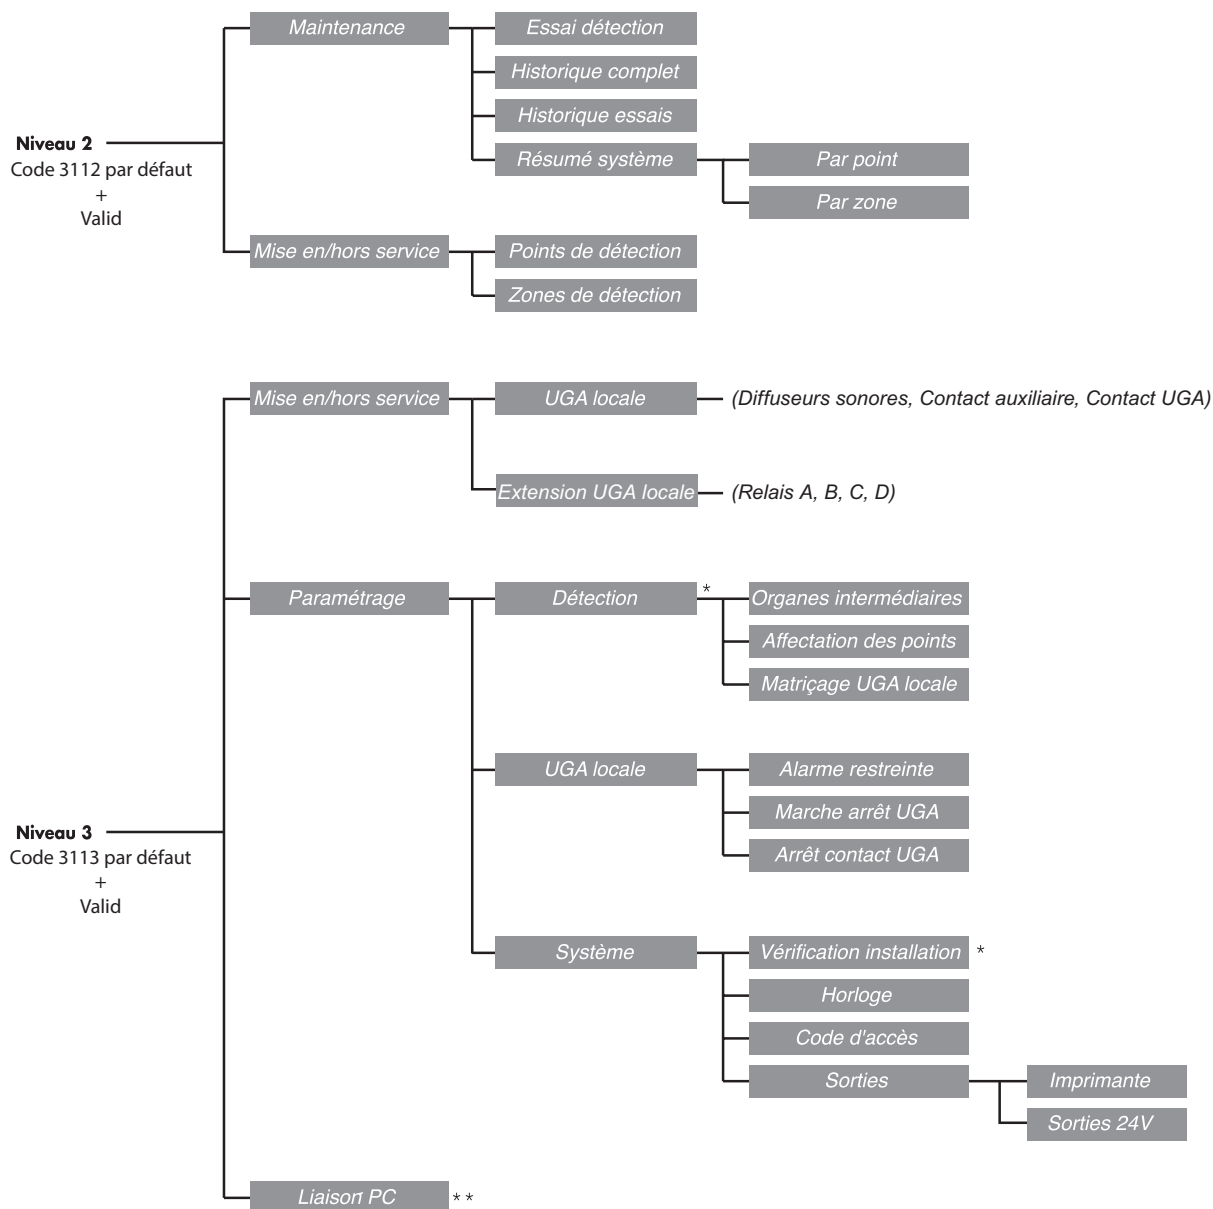 Maintenance
Essai détection
Historique complet
Historique essais
Niveau 2
Code 3112 par défaut
+
Valid
Résumé système
Par point
Par zone
Mise en/hors service
Points de détection
Zones de détection
Mise en/hors service
UGA locale
(Diffuseurs sonores, Contact auxiliaire, Contact UGA)
Extension UGA locale
(Relais A, B, C, D)
Paramétrage
Détection
*
Organes intermédiaires
Affectation des points
Matriçage UGA locale
UGA locale
Alarme restreinte
Marche arrêt UGA
Arrêt contact UGA
Niveau 3
Code 3113 par défaut
+
Valid
Système
Vérification installation *
Horloge
Code d'accès
Sorties
Imprimante
Sorties 24V
Liaison PC **